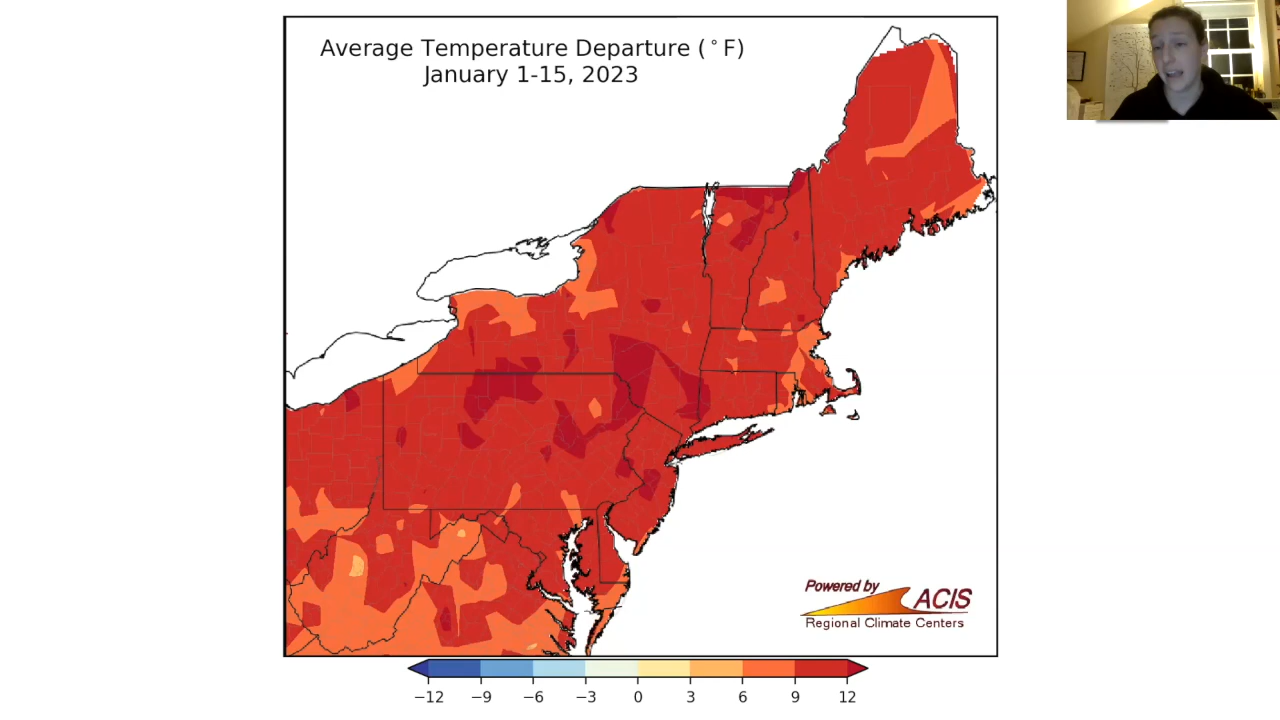 Average Temperature Departure (°F)
January 1-15, 2023
Powered by
ACIS
Regional Climate Centers
−12 −9 −6 −3 0 3 6 9 12